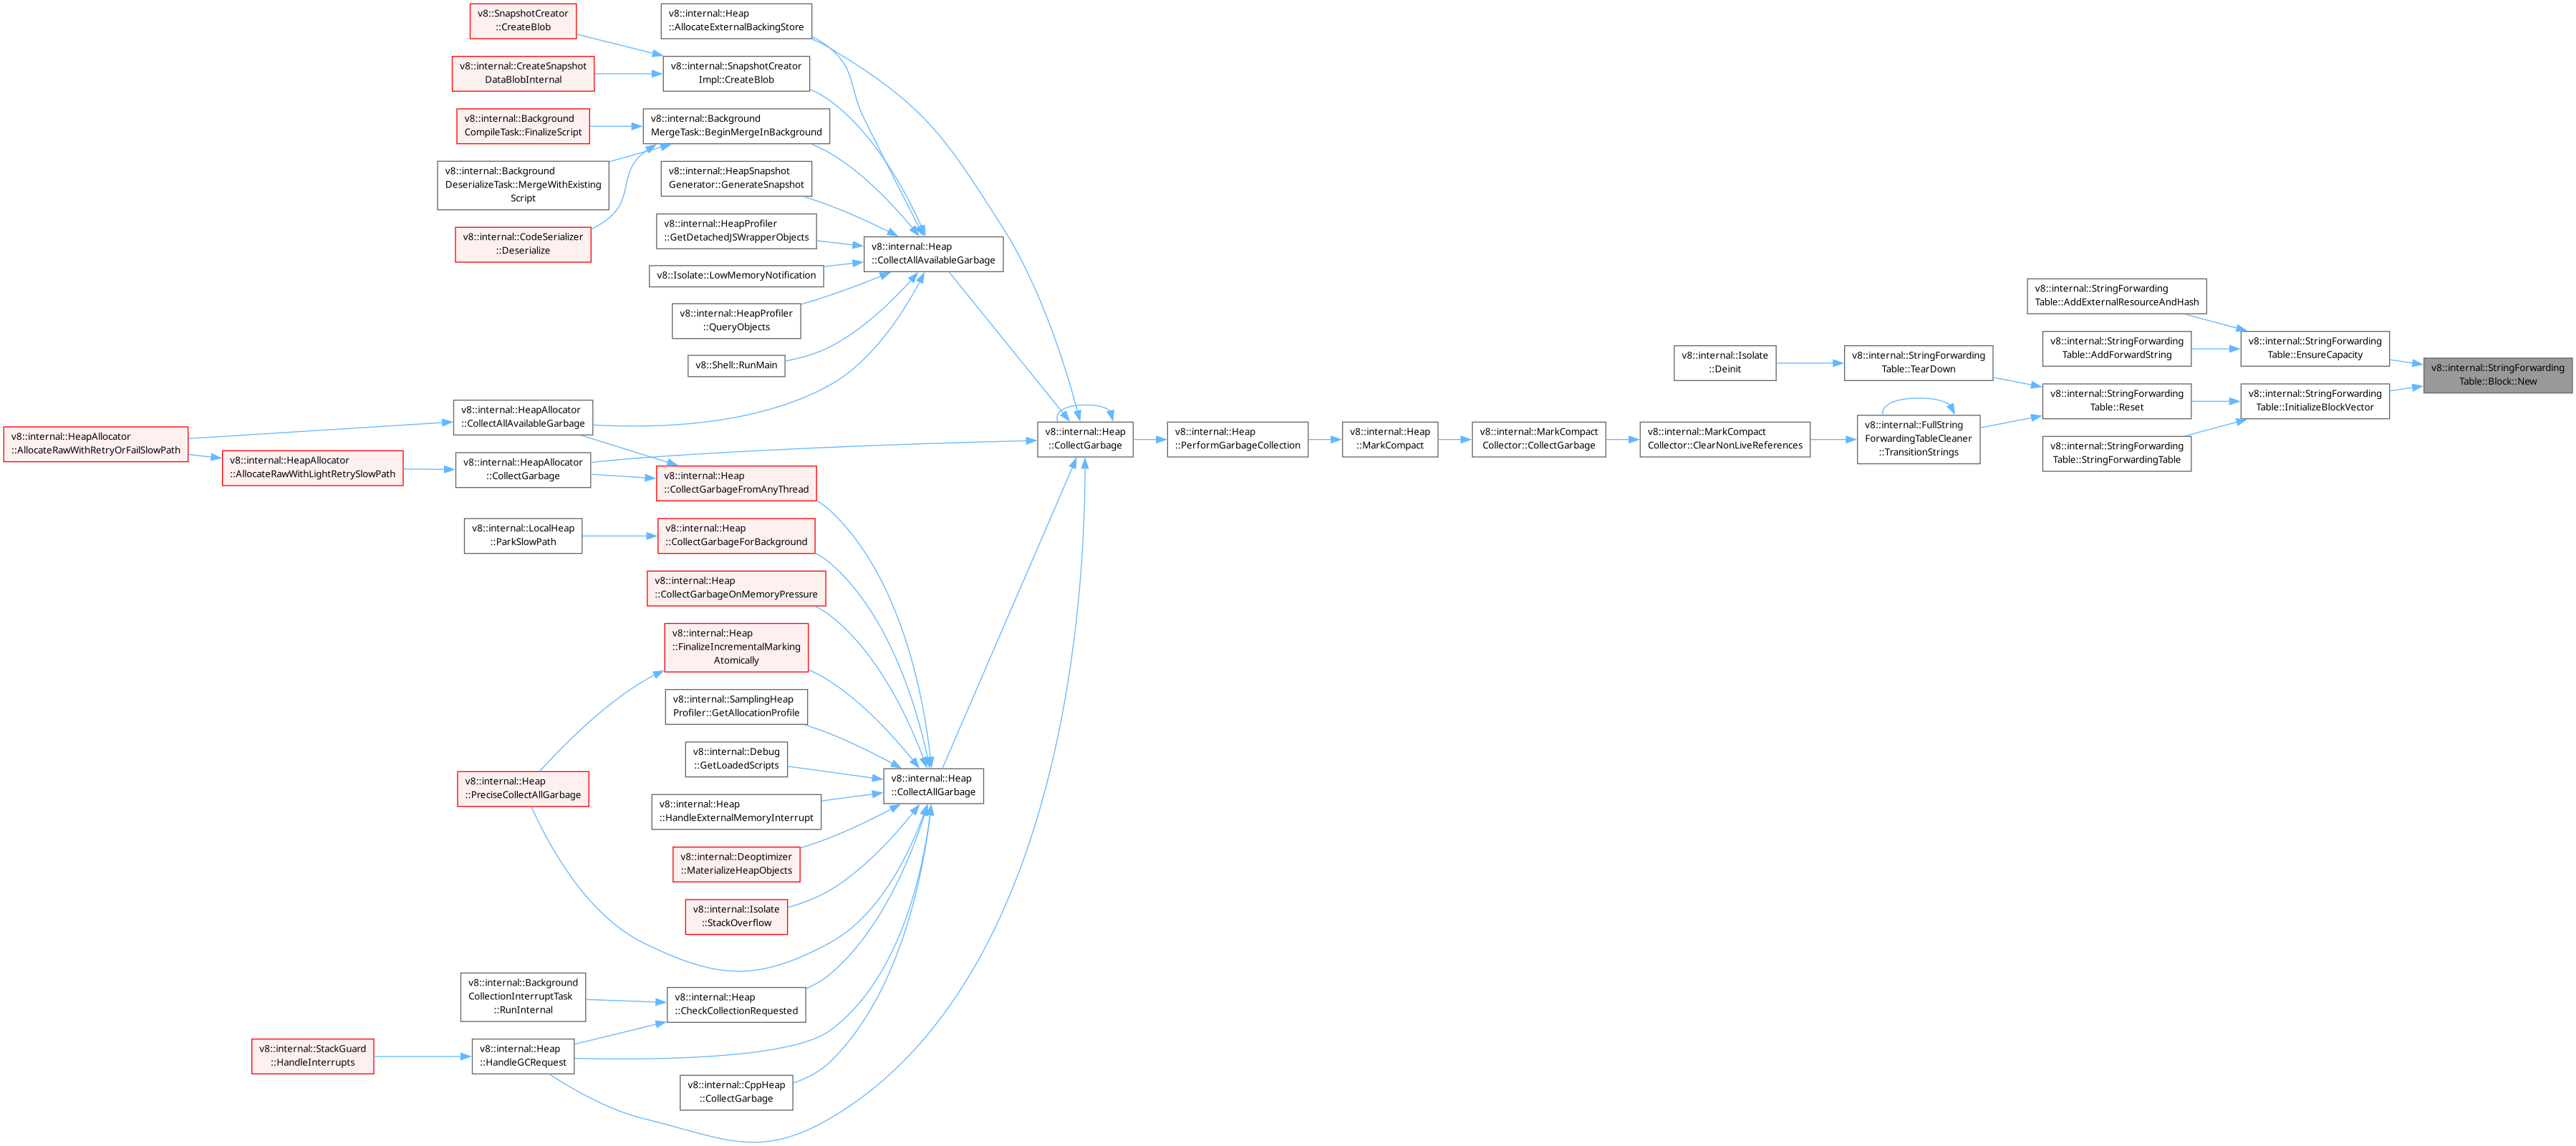 v8::SnapshotCreator
::CreateBlob
v8::internal::CreateSnapshot
DataBlobInternal
v8::internal::Background
CompileTask::FinalizeScript
v8::internal::Background
DeserializeTask::MergeWithExisting
Script
v8::internal::CodeSerializer
::Deserialize
v8::internal::Heap
::AllocateExternalBackingStore
v8::internal::SnapshotCreator
Impl::CreateBlob
v8::internal::Background
MergeTask::BeginMergeInBackground
v8::internal::HeapSnapshot
Generator::GenerateSnapshot
v8::internal::HeapProfiler
::GetDetachedJSWrapperObjects
v8::Isolate::LowMemoryNotification
v8::internal::HeapProfiler
::QueryObjects
v8::Shell::RunMain
v8::internal::Heap
::CollectAllAvailableGarbage
v8::internal::HeapAllocator
::AllocateRawWithRetryOrFailSlowPath
v8::internal::HeapAllocator
::AllocateRawWithLightRetrySlowPath
v8::internal::HeapAllocator
::CollectAllAvailableGarbage
v8::internal::HeapAllocator
::CollectGarbage
v8::internal::Heap
::CollectGarbageFromAnyThread
v8::internal::LocalHeap
::ParkSlowPath
v8::internal::Heap
::CollectGarbageForBackground
v8::internal::Heap
::CollectGarbageOnMemoryPressure
v8::internal::Heap
::FinalizeIncrementalMarking
Atomically
v8::internal::SamplingHeap
Profiler::GetAllocationProfile
v8::internal::Debug
::GetLoadedScripts
v8::internal::Heap
::PreciseCollectAllGarbage
v8::internal::Heap
::HandleExternalMemoryInterrupt
v8::internal::Deoptimizer
::MaterializeHeapObjects
v8::internal::Isolate
::StackOverflow
v8::internal::Heap
::CollectAllGarbage
v8::internal::Background
CollectionInterruptTask
::RunInternal
v8::internal::Heap
::CheckCollectionRequested
v8::internal::StackGuard
::HandleInterrupts
v8::internal::Heap
::HandleGCRequest
v8::internal::CppHeap
::CollectGarbage
v8::internal::Heap
::CollectGarbage
v8::internal::Heap
::PerformGarbageCollection
v8::internal::Heap
::MarkCompact
v8::internal::MarkCompact
Collector::CollectGarbage
v8::internal::MarkCompact
Collector::ClearNonLiveReferences
v8::internal::Isolate
::Deinit
v8::internal::StringForwarding
Table::TearDown
v8::internal::FullString
ForwardingTableCleaner
::TransitionStrings
v8::internal::StringForwarding
Table::AddExternalResourceAndHash
v8::internal::StringForwarding
Table::AddForwardString
v8::internal::StringForwarding
Table::Reset
v8::internal::StringForwarding
Table::StringForwardingTable
v8::internal::StringForwarding
Table::EnsureCapacity
v8::internal::StringForwarding
Table::InitializeBlockVector
v8::internal::StringForwarding
Table::Block::New